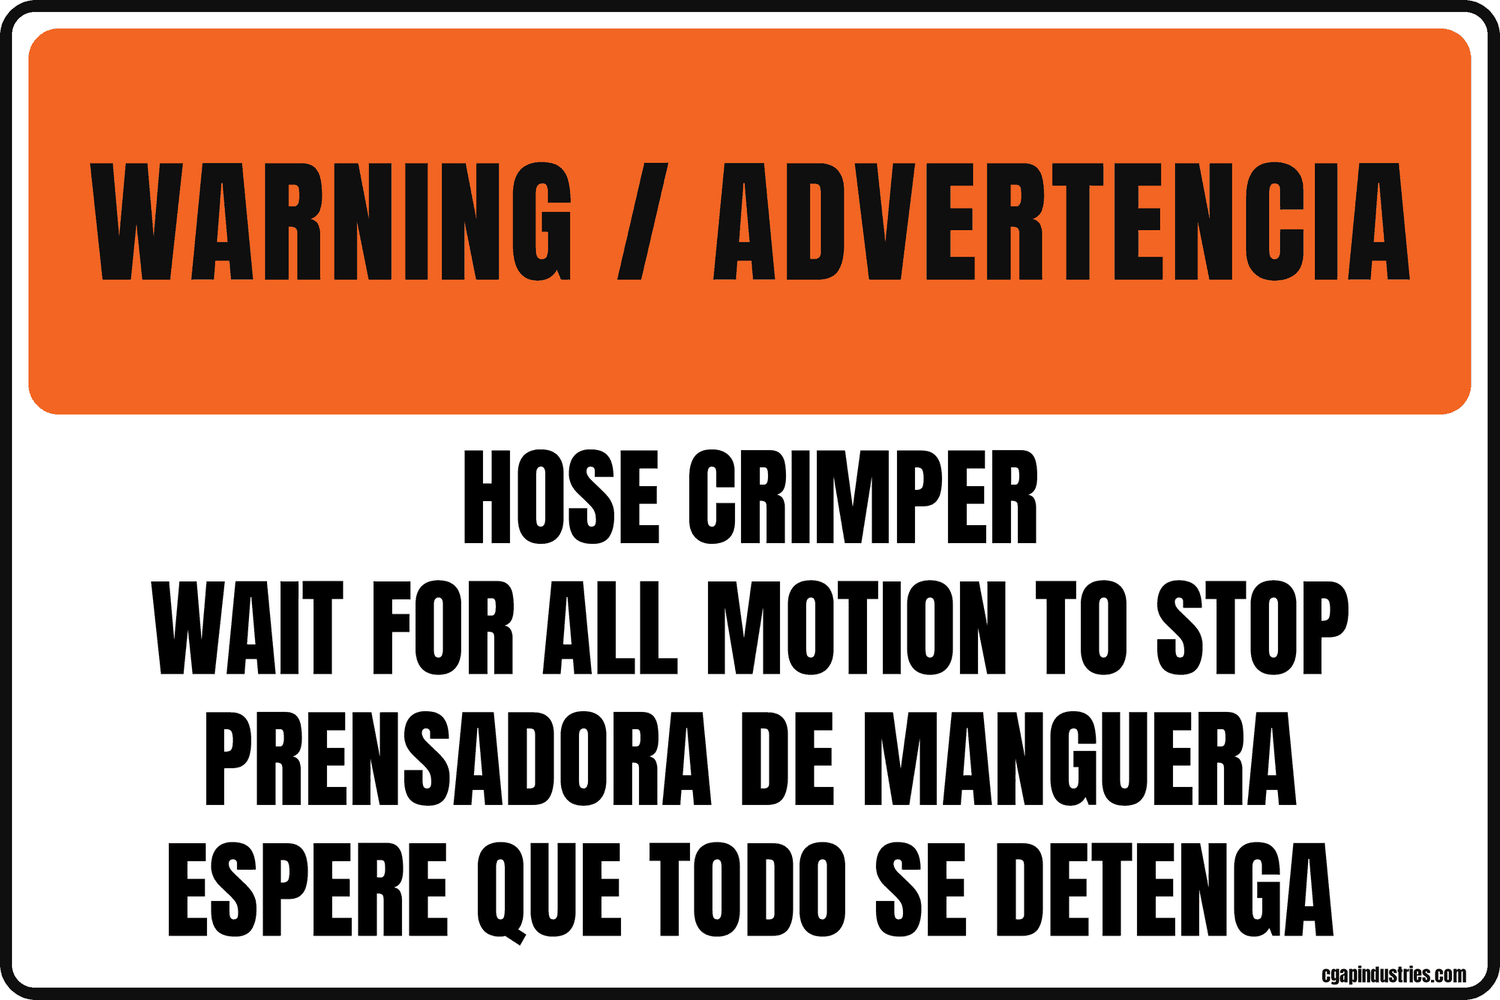 WARNING / ADVERTENCIA
HOSE CRIMPER
WAIT FOR ALL MOTION TO STOP
PRENSADORA DE MANGUERA
ESPERE QUE TODO SE DETENGA
cgapindustries.com